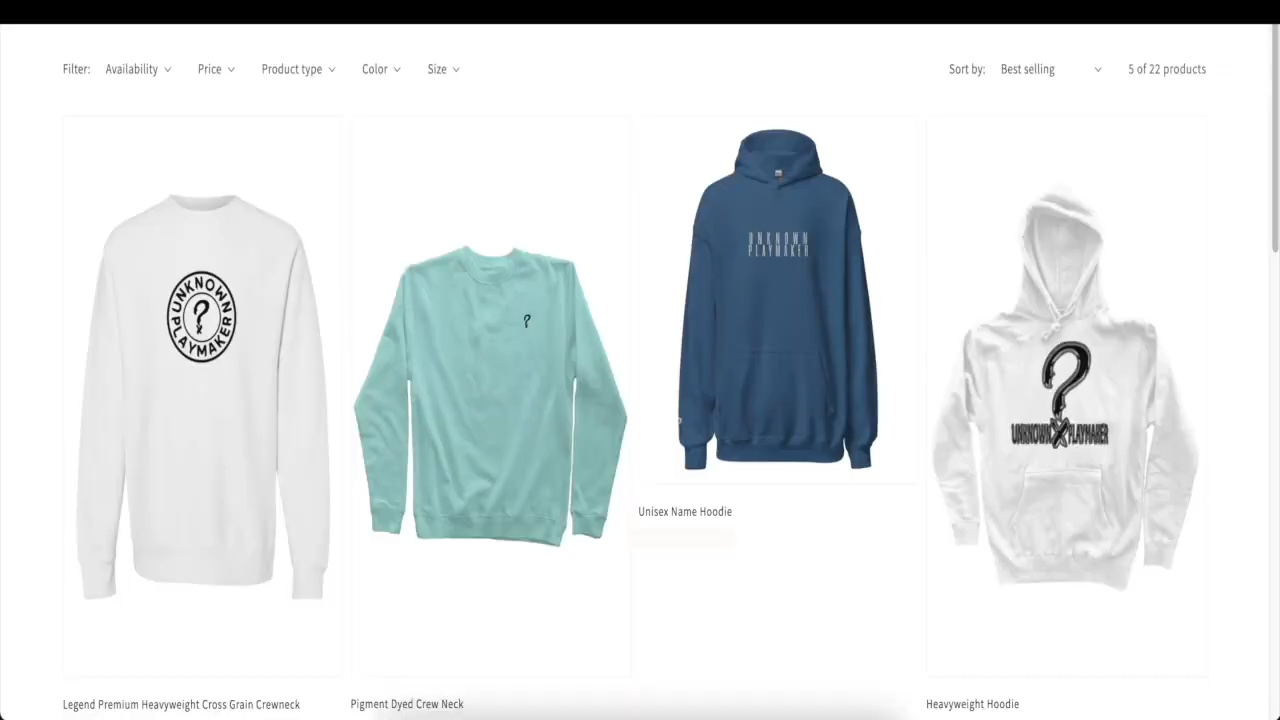 Filter: Availability Price Product type Color Size Sort by: Best selling 5 of 22 products
UNKNOWN PLAYMAKER
?
?
UNKNOWN
PLAYMAKER
?
UNKNOWN X PLAYMAKER
Unisex Name Hoodie
Legend Premium Heavyweight Cross Grain Crewneck
Pigment Dyed Crew Neck
Heavyweight Hoodie